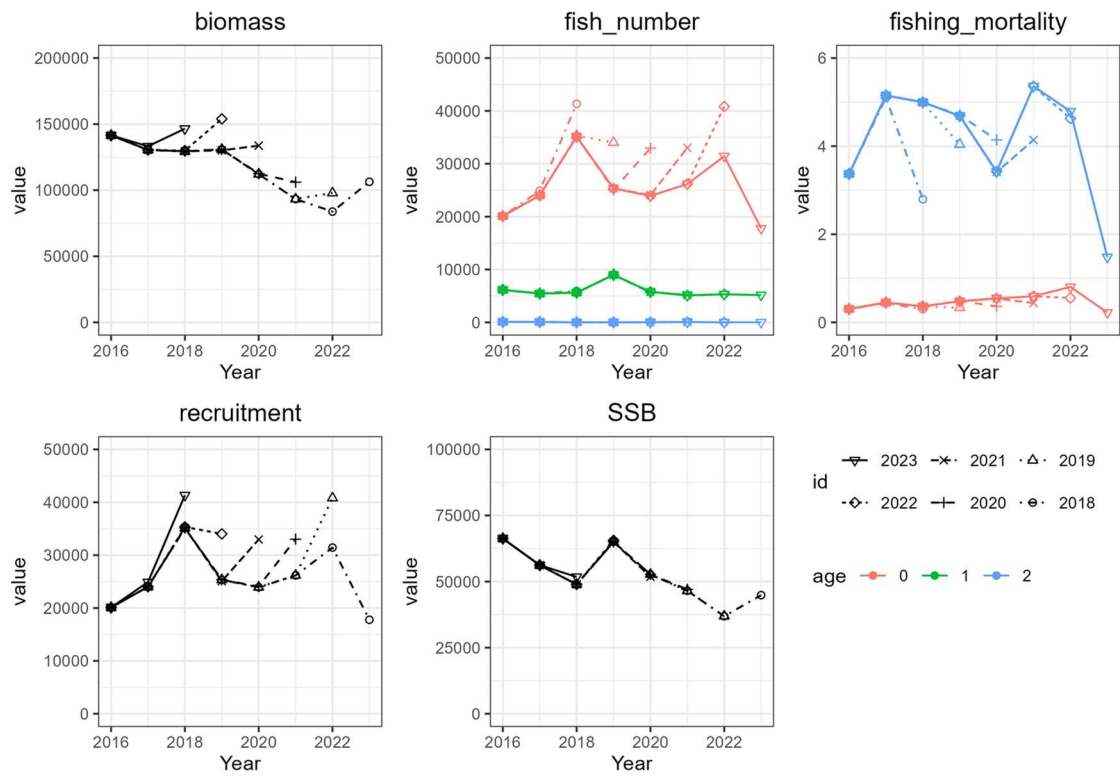 biomass
200000
150000
100000
50000
0
value
2016 2018 2020 2022
Year
fish_number
50000
40000
30000
20000
10000
0
value
2016 2018 2020 2022
Year
fishing_mortality
6
4
2
0
value
2016 2018 2020 2022
Year
recruitment
50000
40000
30000
20000
10000
0
value
2016 2018 2020 2022
Year
SSB
100000
75000
50000
25000
0
value
2016 2018 2020 2022
Year
id
2023 2021 2019
2022 2020 2018
age 0 1 2